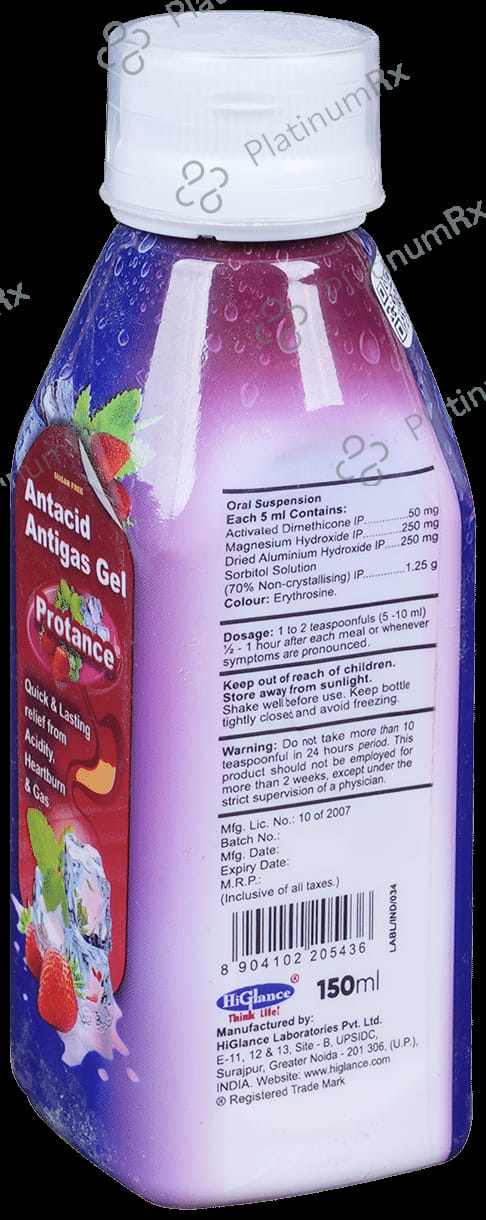 PlatinumRx
PlatinumRx
PlatinumRx
Rx
PlatinumRx
Platinum
SUGAR FREE
Antacid
Antigas Gel
Protance®
Quick & Lasting
relief from
Acidity,
Heartburn
& Gas
Oral Suspension
Each 5 ml Contains:
Activated Dimethicone IP............50 mg
Magnesium Hydroxide IP.........250 mg
Dried Aluminium Hydroxide IP.....250 mg
Sorbitol Solution
(70% Non-crystallising) IP............1.25 g
Colour: Erythrosine.
Dosage: 1 to 2 teaspoonfuls (5 -10 ml)
½ - 1 hour after each meal or whenever
symptoms are pronounced.
Keep out of reach of children.
Store away from sunlight.
Shake well before use. Keep bottle
tightly closed and avoid freezing.
Warning: Do not take more than 10
teaspoonful in 24 hours period. This
product should not be employed for
more than 2 weeks, except under the
strict supervision of a physician.
Mfg. Lic. No.: 10 of 2007
Batch No.:
Mfg. Date:
Expiry Date:
M.R.P.:
(Inclusive of all taxes.)
8 904102 205436
LABL/IND/034
HiGlance®
Think Life!
150ml
Manufactured by:
HiGlance Laboratories Pvt. Ltd.
E-11, 12 & 13, Site - B, UPSIDC,
Surajpur, Greater Noida - 201 306, (U.P.),
INDIA. Website: www.higlance.com
® Registered Trade Mark